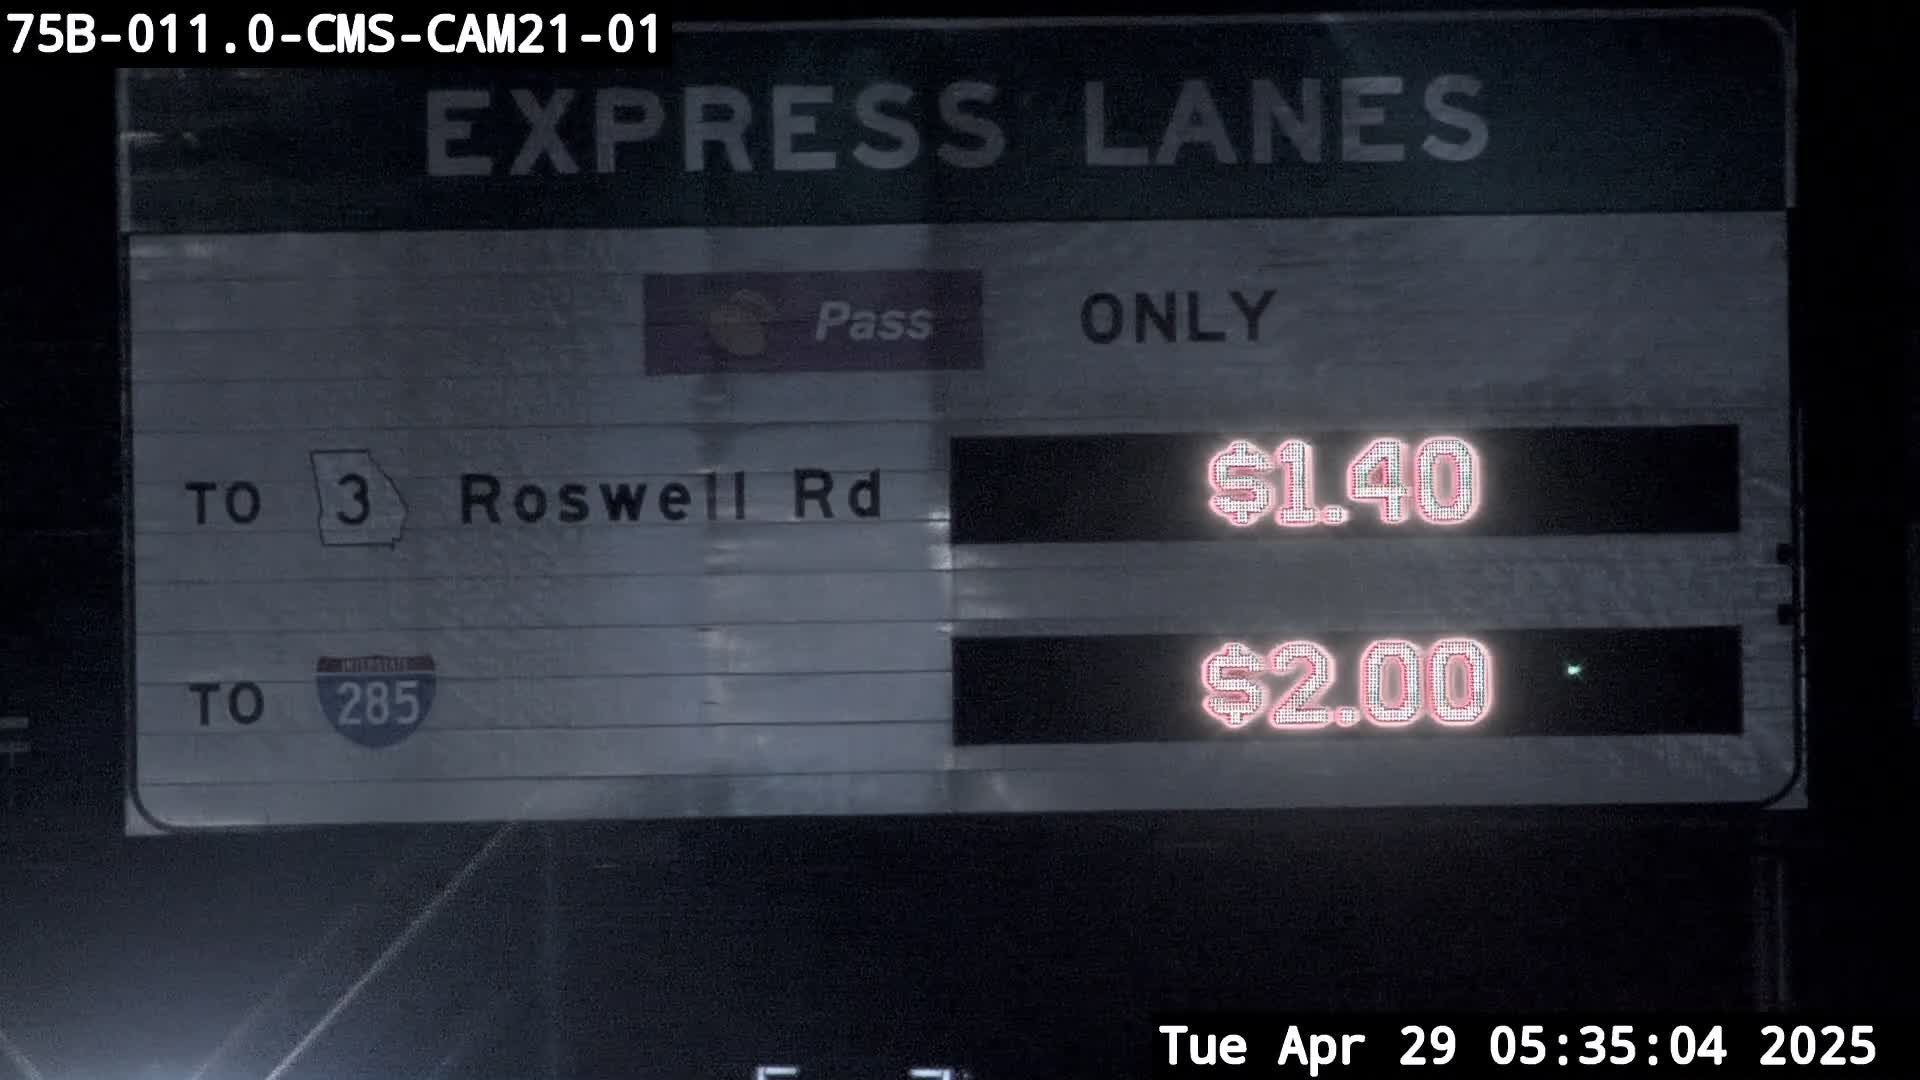 75B-011.0-CMS-CAM21-01
EXPRESS LANES
Pass ONLY
TO 3 Roswell Rd $1.40
INTERSTATE
TO 285 $2.00
Tue Apr 29 05:35:04 2025